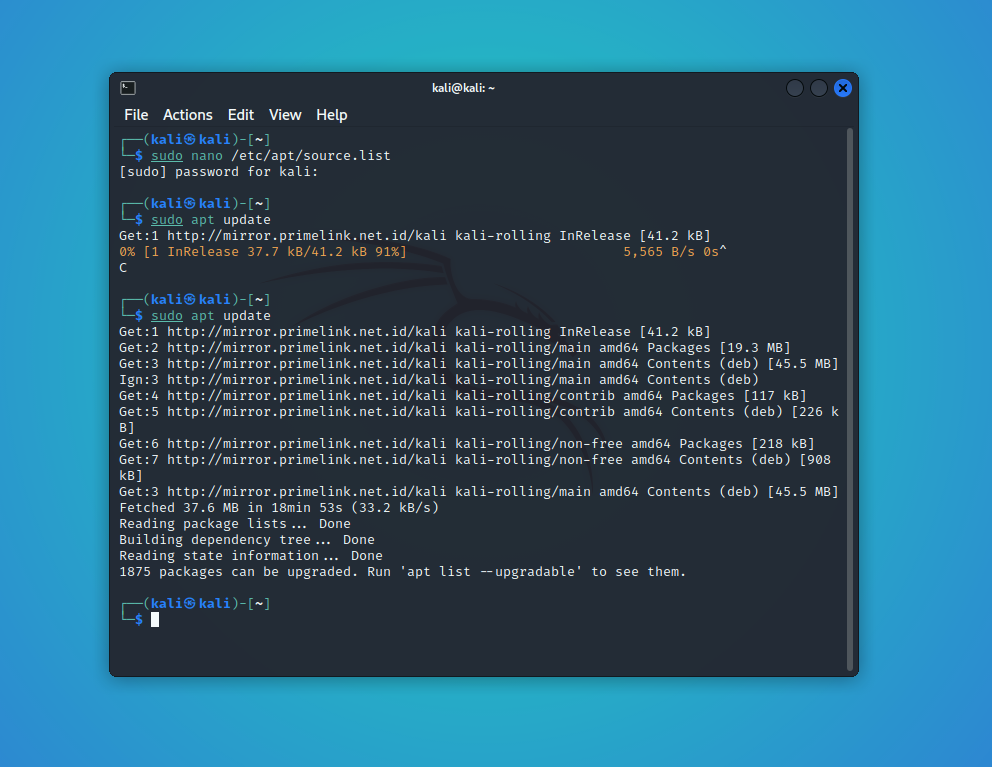 kali@kali: ~
File Actions Edit View Help
┌──(kali㉿kali)-[~]
└─$ sudo nano /etc/apt/source.list
[sudo] password for kali:
┌──(kali㉿kali)-[~]
└─$ sudo apt update
Get:1 http://mirror.primelink.net.id/kali kali-rolling InRelease [41.2 kB]
0% [1 InRelease 37.7 kB/41.2 kB 91%] 5,565 B/s 0s^
C
┌──(kali㉿kali)-[~]
└─$ sudo apt update
Get:1 http://mirror.primelink.net.id/kali kali-rolling InRelease [41.2 kB]
Get:2 http://mirror.primelink.net.id/kali kali-rolling/main amd64 Packages [19.3 MB]
Get:3 http://mirror.primelink.net.id/kali kali-rolling/main amd64 Contents (deb) [45.5 MB]
Ign:3 http://mirror.primelink.net.id/kali kali-rolling/main amd64 Contents (deb)
Get:4 http://mirror.primelink.net.id/kali kali-rolling/contrib amd64 Packages [117 kB]
Get:5 http://mirror.primelink.net.id/kali kali-rolling/contrib amd64 Contents (deb) [226 k
B]
Get:6 http://mirror.primelink.net.id/kali kali-rolling/non-free amd64 Packages [218 kB]
Get:7 http://mirror.primelink.net.id/kali kali-rolling/non-free amd64 Contents (deb) [908
kB]
Get:3 http://mirror.primelink.net.id/kali kali-rolling/main amd64 Contents (deb) [45.5 MB]
Fetched 37.6 MB in 18min 53s (33.2 kB/s)
Reading package lists... Done
Building dependency tree... Done
Reading state information... Done
1875 packages can be upgraded. Run 'apt list --upgradable' to see them.
┌──(kali㉿kali)-[~]
└─$